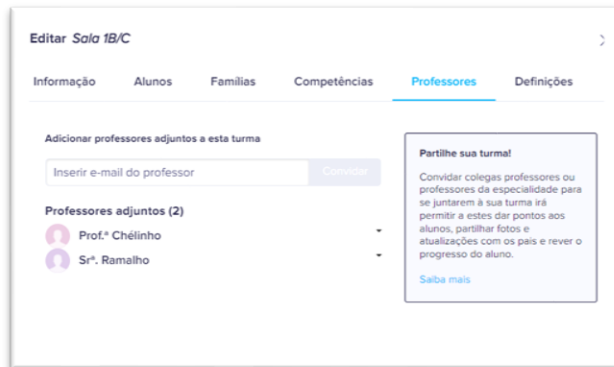 Editar Sala 1B/C
Informação Alunos Famílias Competências Professores Definições
Adicionar professores adjuntos a esta turma
Inserir e-mail do professor Convidar
Professores adjuntos (2)
Prof.ª Chélinho
Srª. Ramalho
Partilhe sua turma!
Convidar colegas professores ou
professores da especialidade para
se juntarem à sua turma irá
permitir a estes dar pontos aos
alunos, partilhar fotos e
atualizações com os pais e rever o
progresso do aluno.
Saiba mais